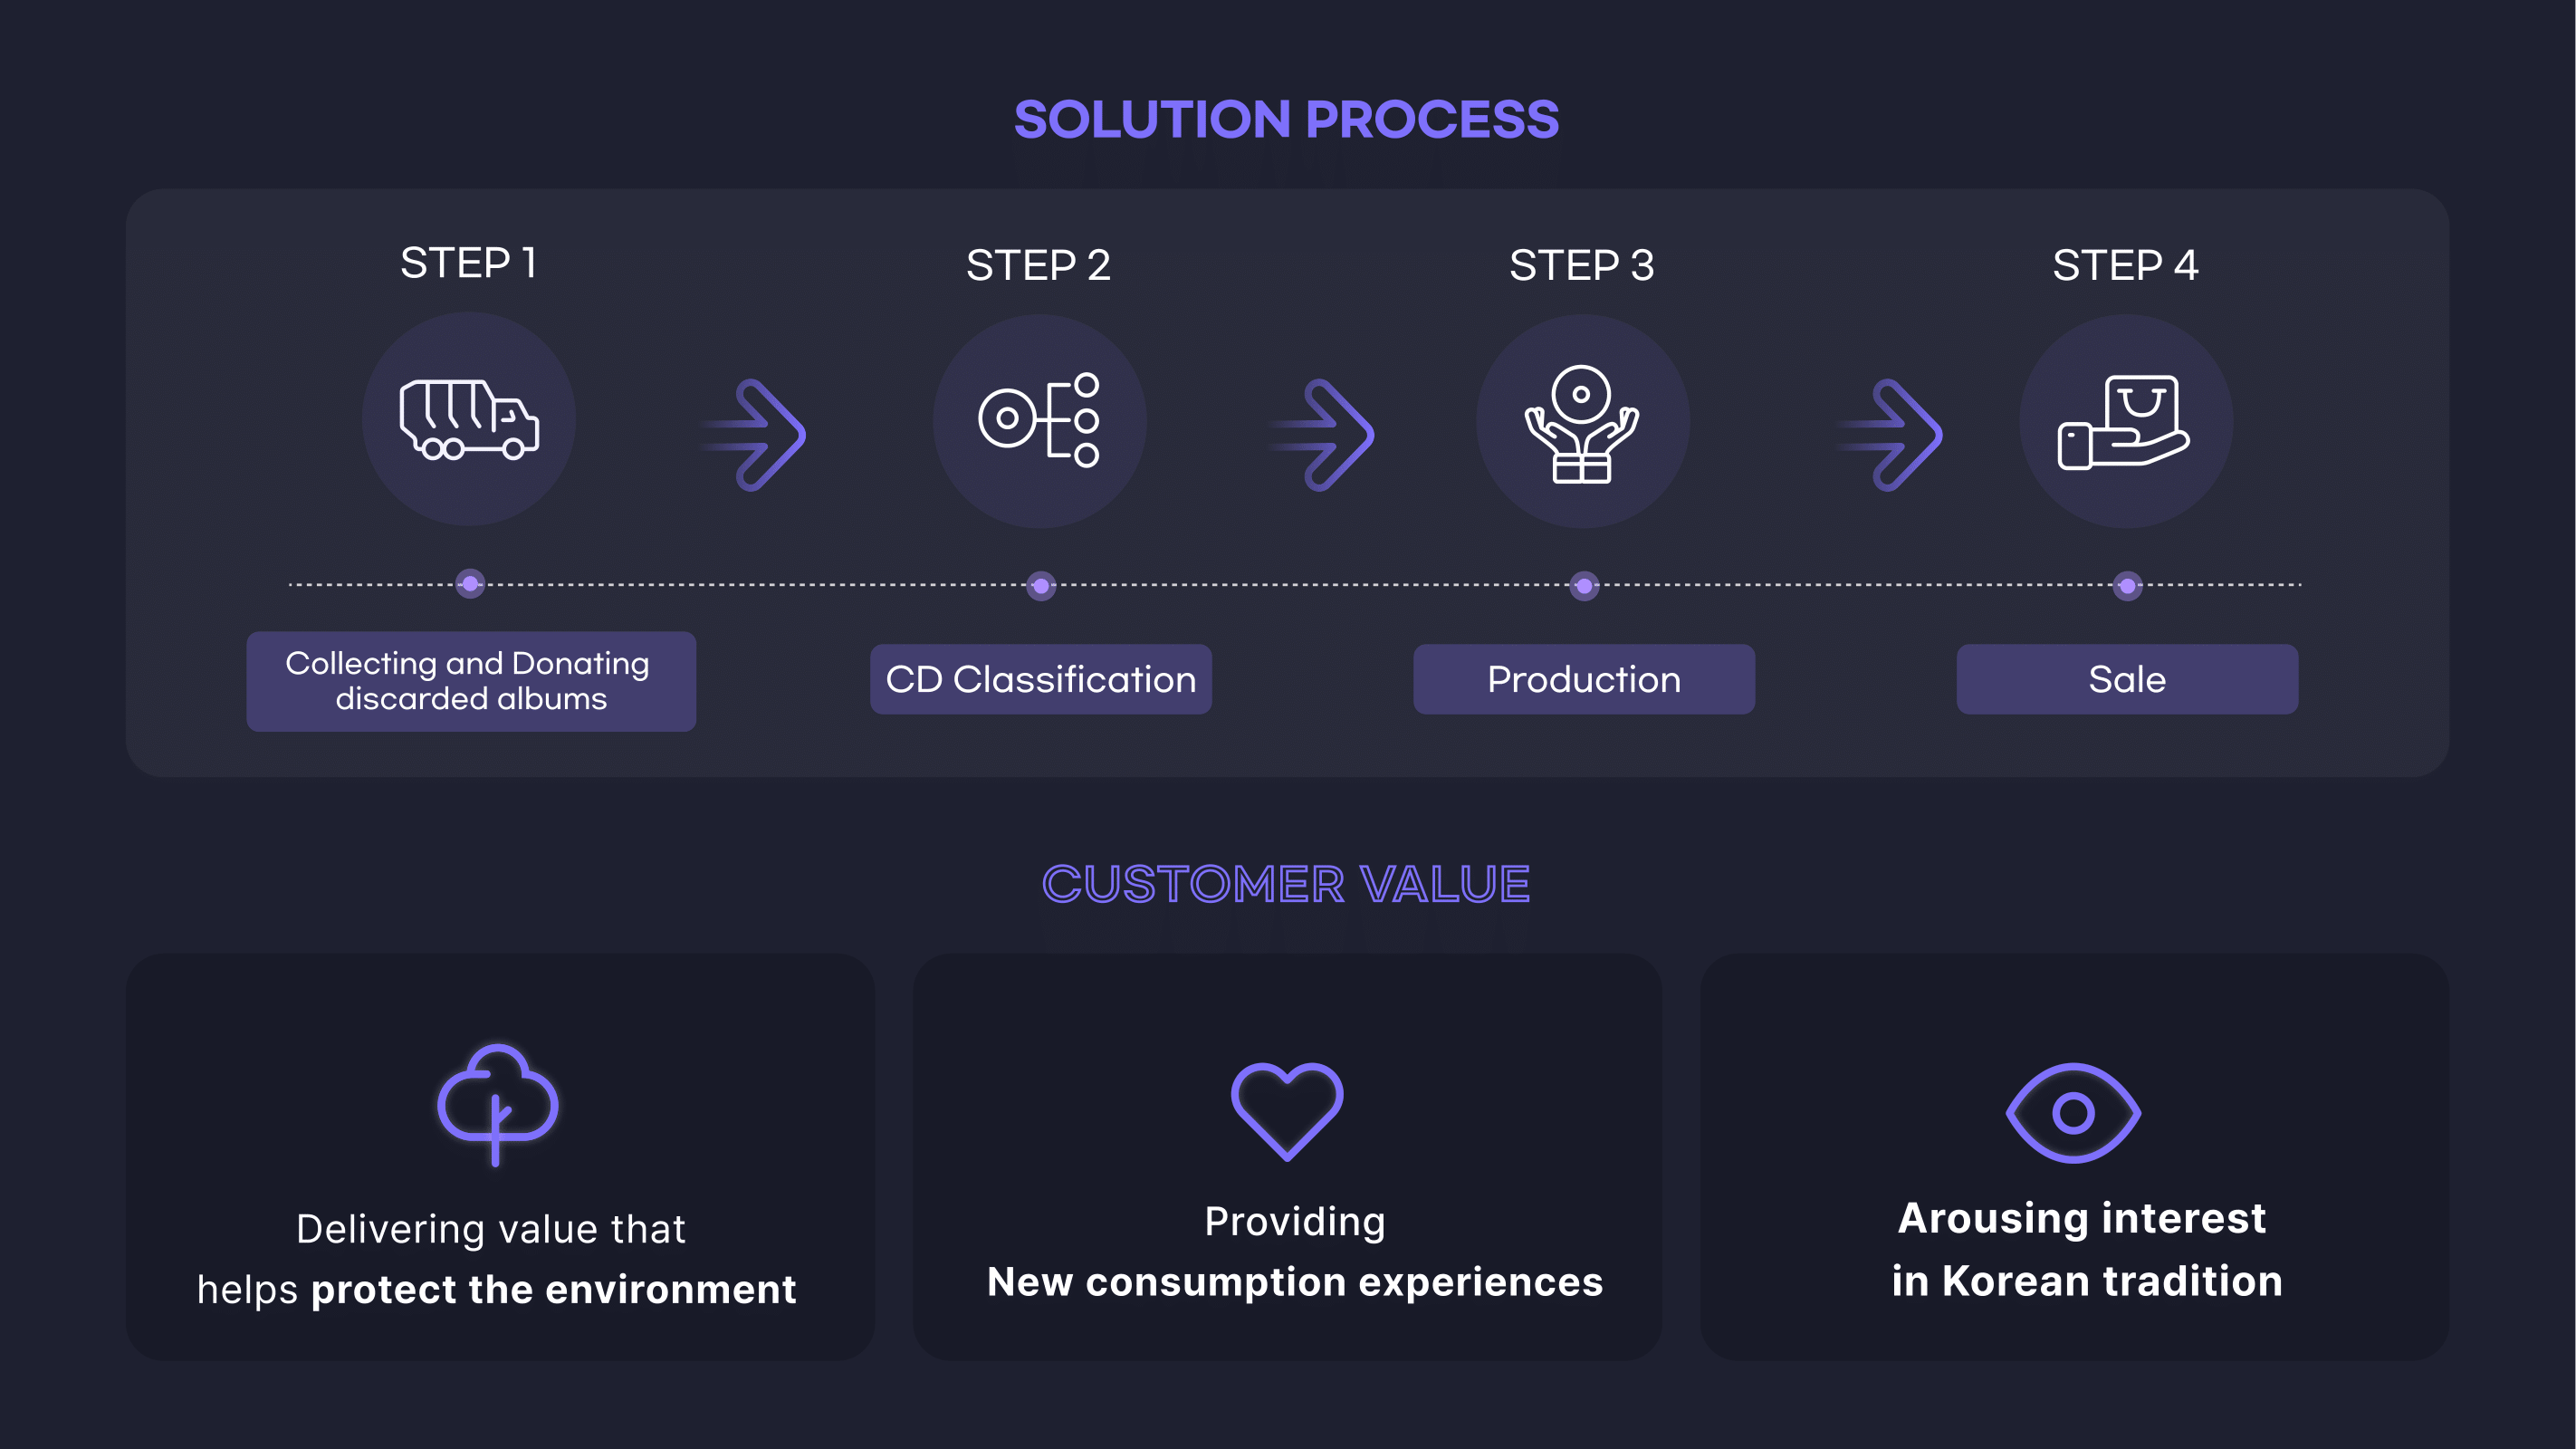 SOLUTION PROCESS
STEP 1
STEP 2
STEP 3
STEP 4
Collecting and Donating
discarded albums
CD Classification
Production
Sale
CUSTOMER VALUE
Delivering value that
helps protect the environment
Providing
New consumption experiences
Arousing interest
in Korean tradition